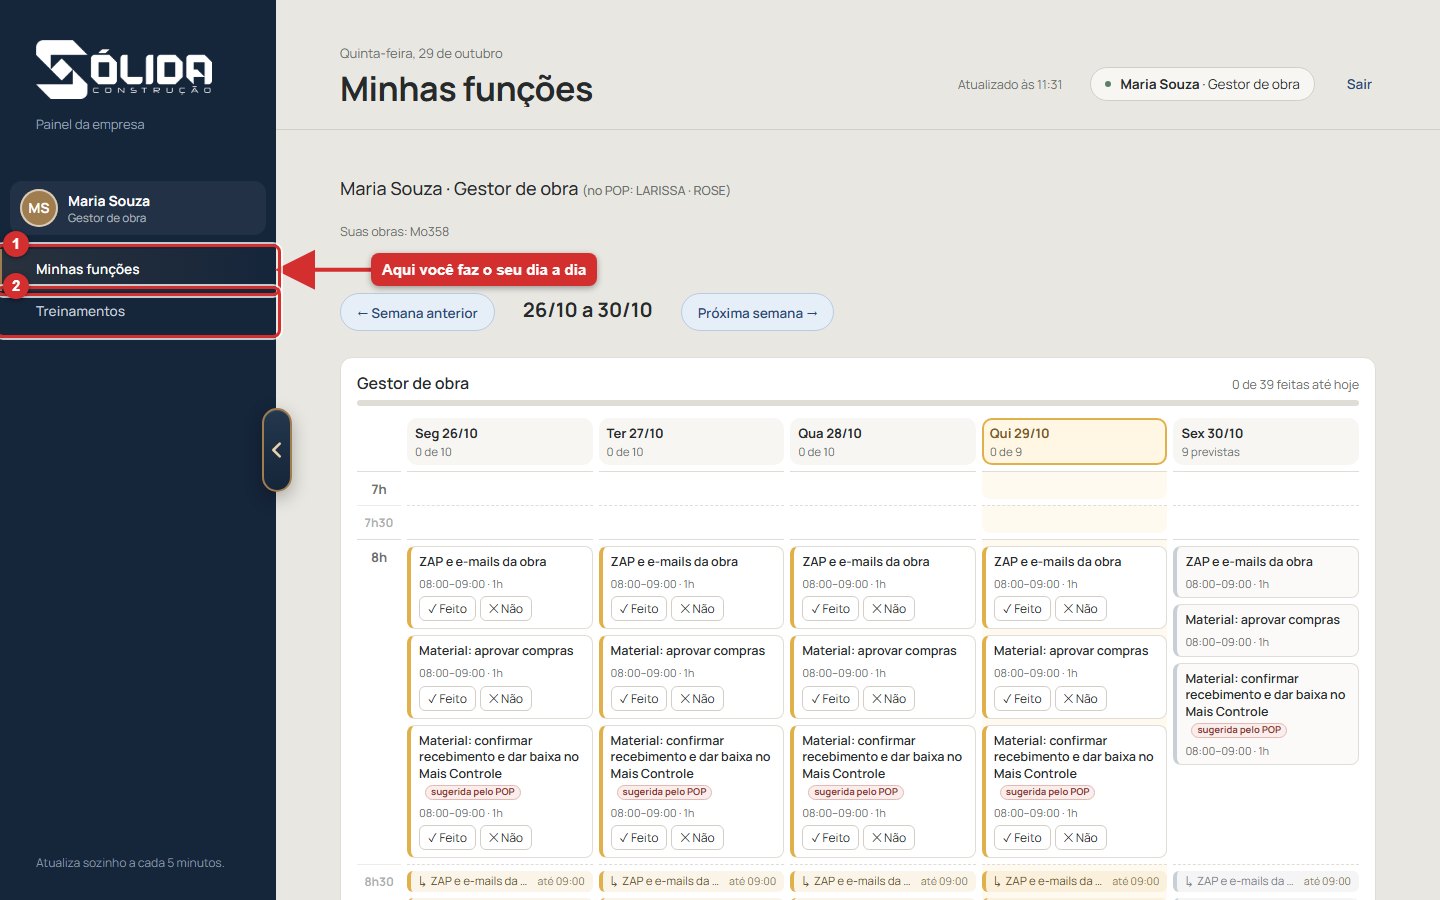 SÓLIDA
CONSTRUÇÃO
Painel da empresa
MS
Maria Souza
Gestor de obra
1
Minhas funções
2
Treinamentos
Atualiza sozinho a cada 5 minutos.
Quinta-feira, 29 de outubro
Minhas funções
Atualizado às 11:31
Maria Souza · Gestor de obra
Sair
Maria Souza · Gestor de obra (no POP: LARISSA · ROSE)
Suas obras: Mo358
Aqui você faz o seu dia a dia
← Semana anterior
26/10 a 30/10
Próxima semana →
Gestor de obra
0 de 39 feitas até hoje
Seg 26/10
0 de 10
Ter 27/10
0 de 10
Qua 28/10
0 de 10
Qui 29/10
0 de 9
Sex 30/10
9 previstas
7h
7h30
8h
ZAP e e-mails da obra
08:00–09:00 · 1h
✓ Feito
✕ Não
Material: aprovar compras
08:00–09:00 · 1h
✓ Feito
✕ Não
Material: confirmar
recebimento e dar baixa no
Mais Controle
sugerida pelo POP
08:00–09:00 · 1h
✓ Feito
✕ Não
ZAP e e-mails da obra
08:00–09:00 · 1h
✓ Feito
✕ Não
Material: aprovar compras
08:00–09:00 · 1h
✓ Feito
✕ Não
Material: confirmar
recebimento e dar baixa no
Mais Controle
sugerida pelo POP
08:00–09:00 · 1h
✓ Feito
✕ Não
ZAP e e-mails da obra
08:00–09:00 · 1h
✓ Feito
✕ Não
Material: aprovar compras
08:00–09:00 · 1h
✓ Feito
✕ Não
Material: confirmar
recebimento e dar baixa no
Mais Controle
sugerida pelo POP
08:00–09:00 · 1h
✓ Feito
✕ Não
ZAP e e-mails da obra
08:00–09:00 · 1h
✓ Feito
✕ Não
Material: aprovar compras
08:00–09:00 · 1h
✓ Feito
✕ Não
Material: confirmar
recebimento e dar baixa no
Mais Controle
sugerida pelo POP
08:00–09:00 · 1h
✓ Feito
✕ Não
ZAP e e-mails da obra
08:00–09:00 · 1h
Material: aprovar compras
08:00–09:00 · 1h
Material: confirmar
recebimento e dar baixa no
Mais Controle
sugerida pelo POP
08:00–09:00 · 1h
8h30
↳ ZAP e e-mails da ... até 09:00
↳ ZAP e e-mails da ... até 09:00
↳ ZAP e e-mails da ... até 09:00
↳ ZAP e e-mails da ... até 09:00
↳ ZAP e e-mails da ... até 09:00